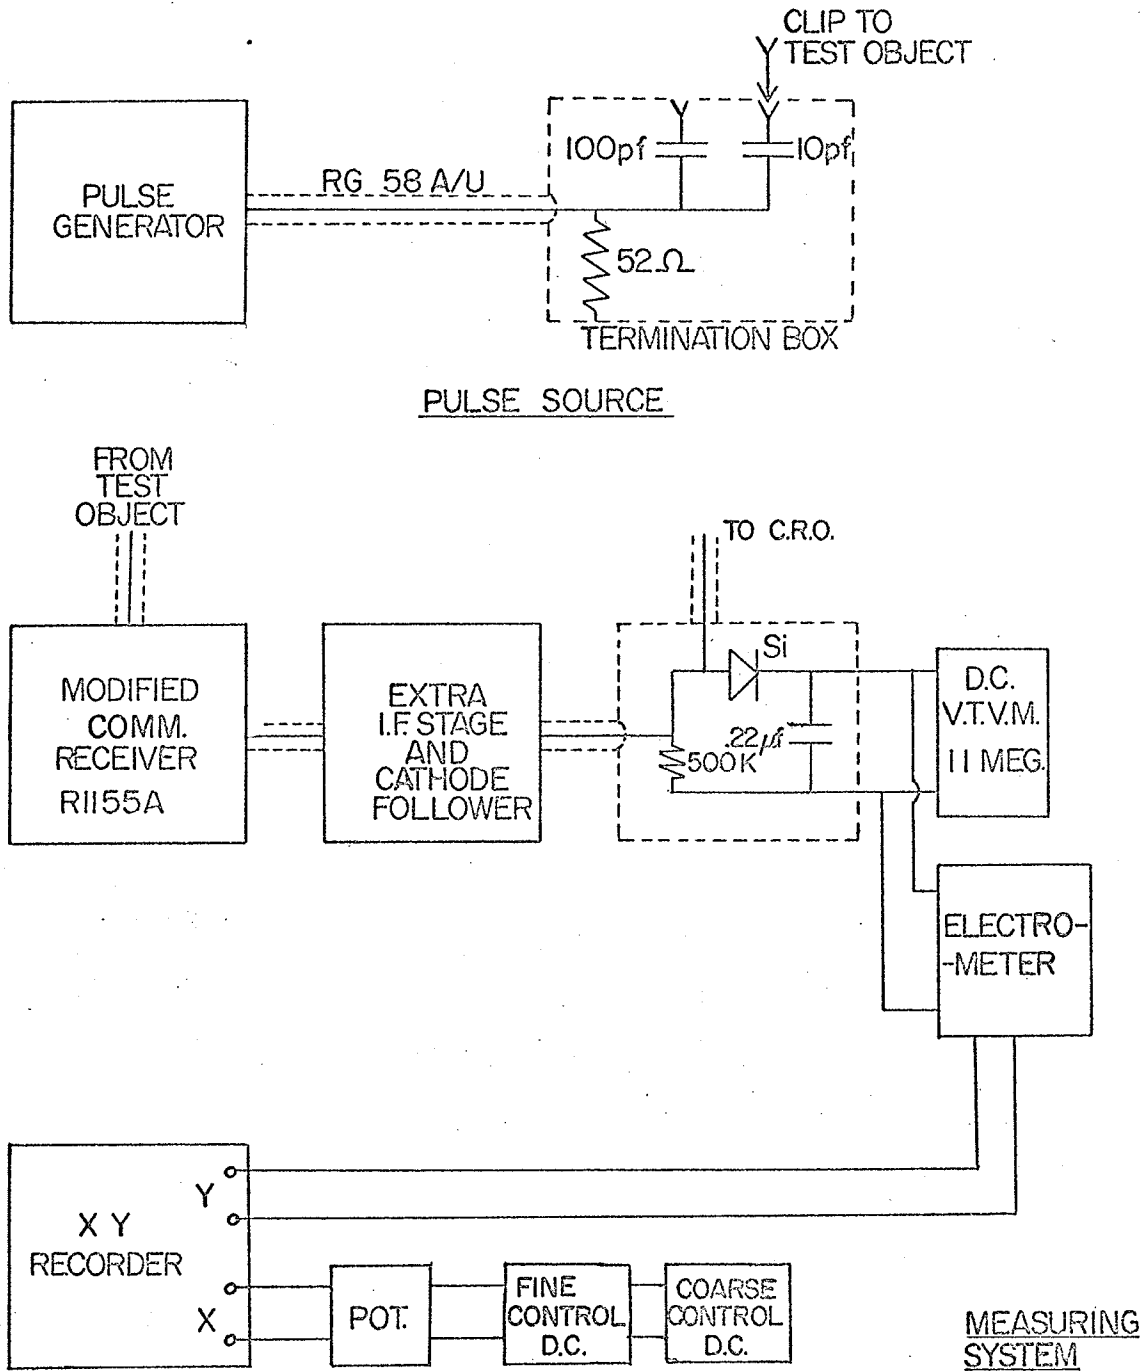 CLIP TO
TEST OBJECT
100pf
10pf
RG 58 A/U
PULSE
GENERATOR
52Ω
TERMINATION BOX
PULSE SOURCE
FROM
TEST
OBJECT
TO C.R.O.
MODIFIED
COMM.
RECEIVER
R1155A
EXTRA
I.F. STAGE
AND
CATHODE
FOLLOWER
Si
.22µf
500K
D.C.
V.T.V.M.
11 MEG.
ELECTRO-
-METER
X Y
RECORDER
Y
X
POT.
FINE
CONTROL
D.C.
COARSE
CONTROL
D.C.
MEASURING
SYSTEM